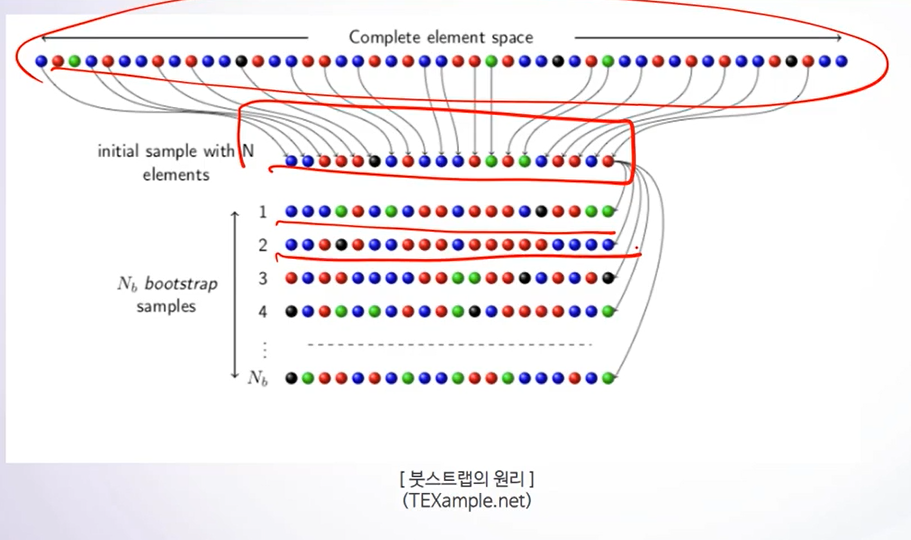 Complete element space
initial sample with N
elements
1
2
N_b bootstrap
samples
3
4
⋮
N_b
[ 붓스트랩의 원리 ]
(TEXample.net)